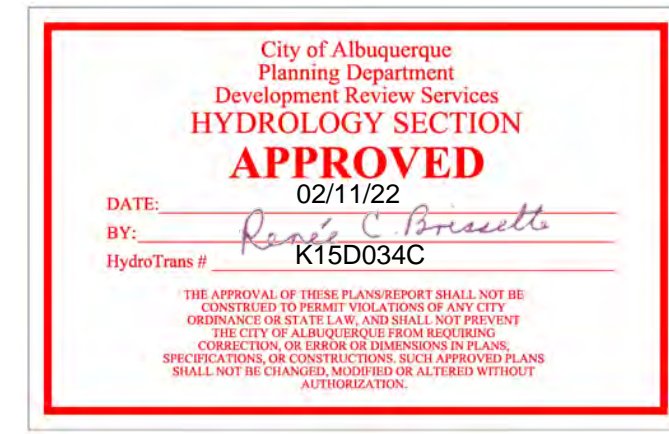 City of Albuquerque
Planning Department
Development Review Services
HYDROLOGY SECTION
APPROVED
DATE: 02/11/22
BY: Renée C. Brissette
HydroTrans # K15D034C
THE APPROVAL OF THESE PLANS/REPORT SHALL NOT BE
CONSTRUED TO PERMIT VIOLATIONS OF ANY CITY
ORDINANCE OR STATE LAW, AND SHALL NOT PREVENT
THE CITY OF ALBUQUERQUE FROM REQUIRING
CORRECTION, OR ERROR OR DIMENSIONS IN PLANS,
SPECIFICATIONS, OR CONSTRUCTIONS. SUCH APPROVED PLANS
SHALL NOT BE CHANGED, MODIFIED OR ALTERED WITHOUT
AUTHORIZATION.